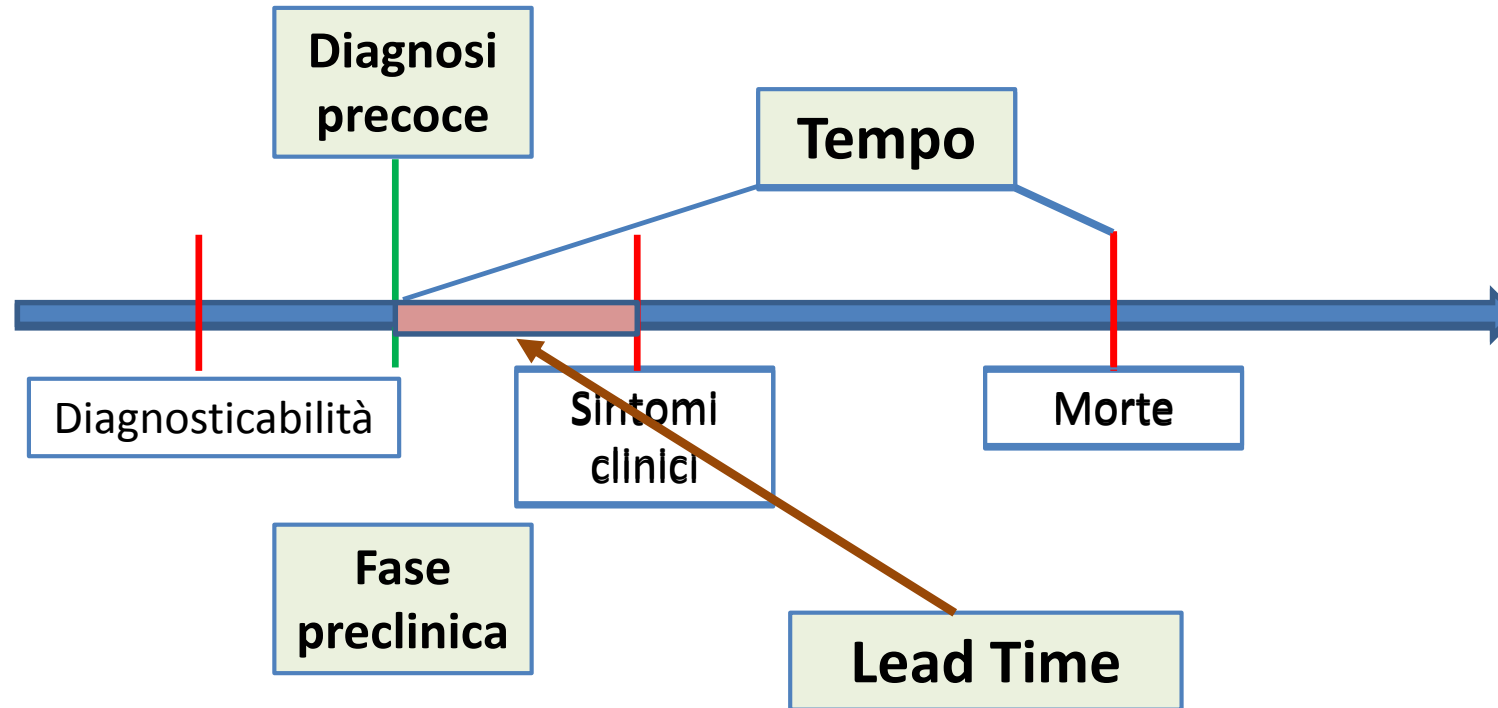 Diagnosi
precoce
Tempo
Diagnosticabilità
Sintomi
clinici
Morte
Fase
preclinica
Lead Time